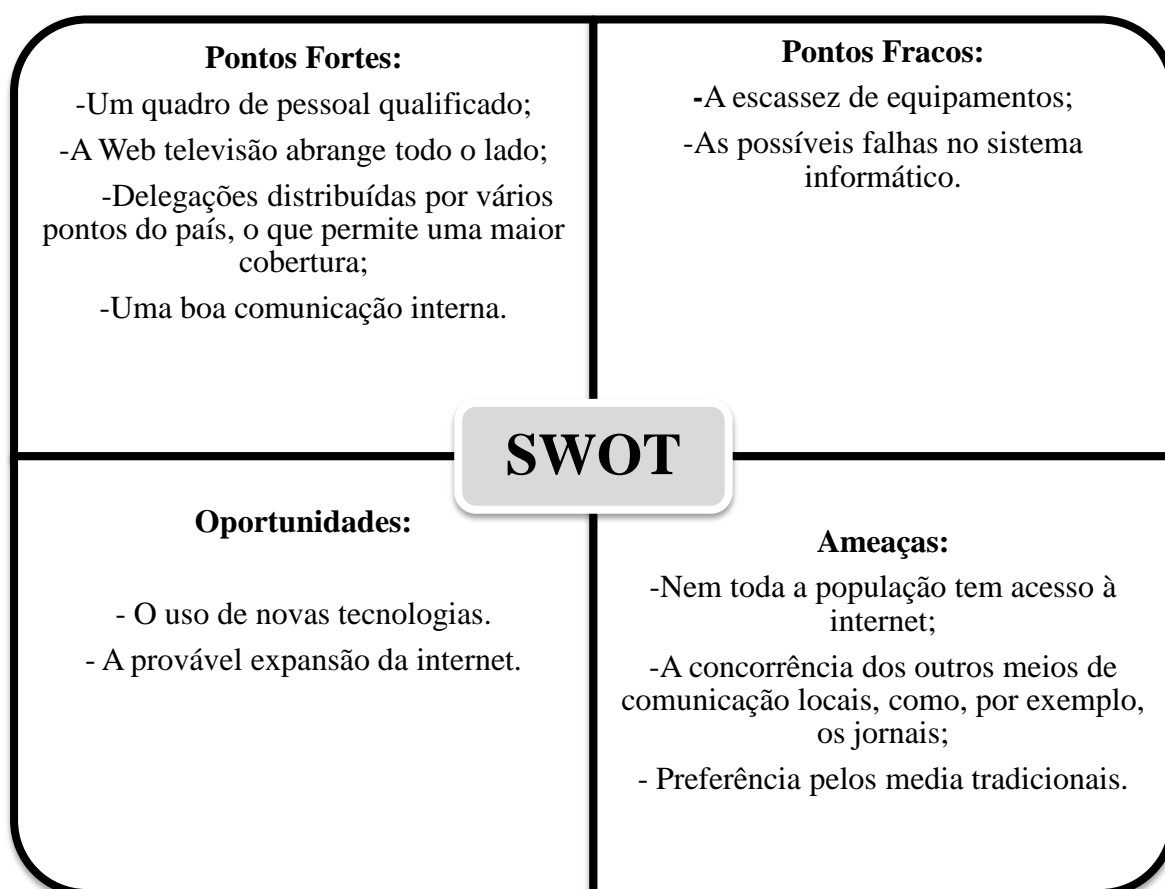 Pontos Fortes:
-Um quadro de pessoal qualificado;
-A Web televisão abrange todo o lado;
-Delegações distribuídas por vários
pontos do país, o que permite uma maior
cobertura;
-Uma boa comunicação interna.
Pontos Fracos:
-A escassez de equipamentos;
-As possíveis falhas no sistema
informático.
SWOT
Oportunidades:
- O uso de novas tecnologias.
- A provável expansão da internet.
Ameaças:
-Nem toda a população tem acesso à
internet;
-A concorrência dos outros meios de
comunicação locais, como, por exemplo,
os jornais;
- Preferência pelos media tradicionais.